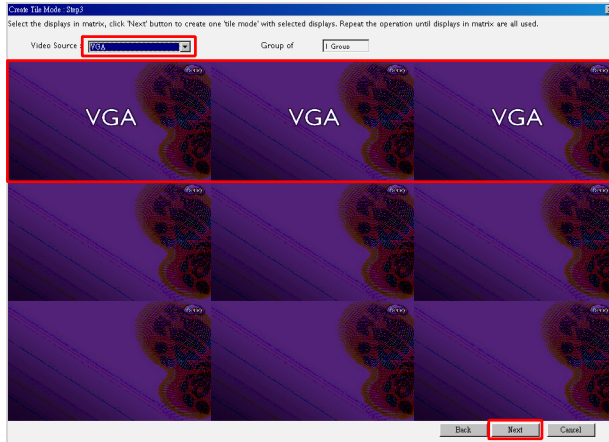 Create Tile Mode : Step3
Select the displays in matrix, click 'Next' button to create one 'tile mode' with selected displays. Repeat the operation until displays in matrix are all used.
Video Source : VGA Group of 1 Group
VGA VGA VGA
Back Next Cancel